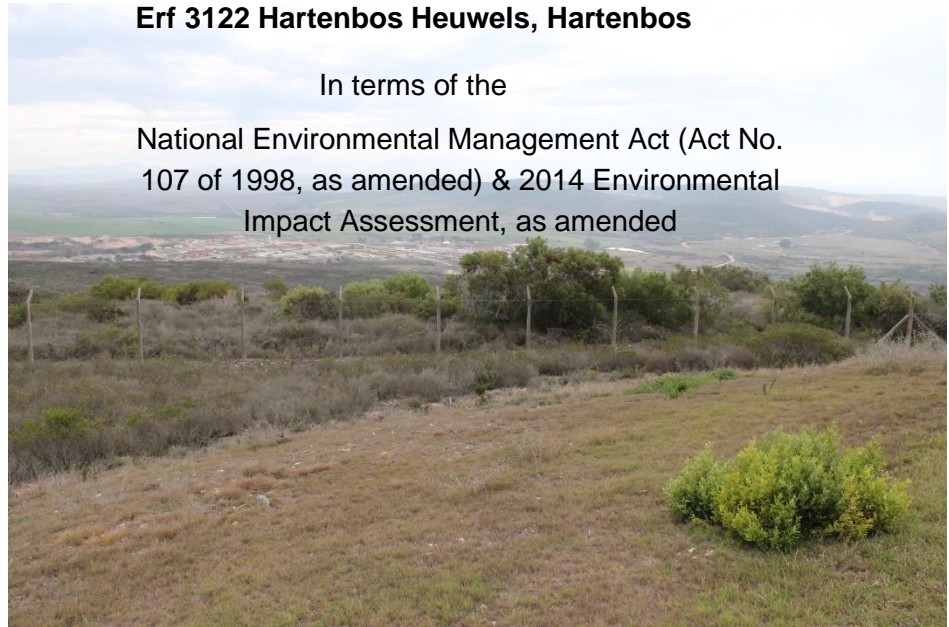 Erf 3122 Hartenbos Heuwels, Hartenbos
In terms of the
National Environmental Management Act (Act No.
107 of 1998, as amended) & 2014 Environmental
Impact Assessment, as amended